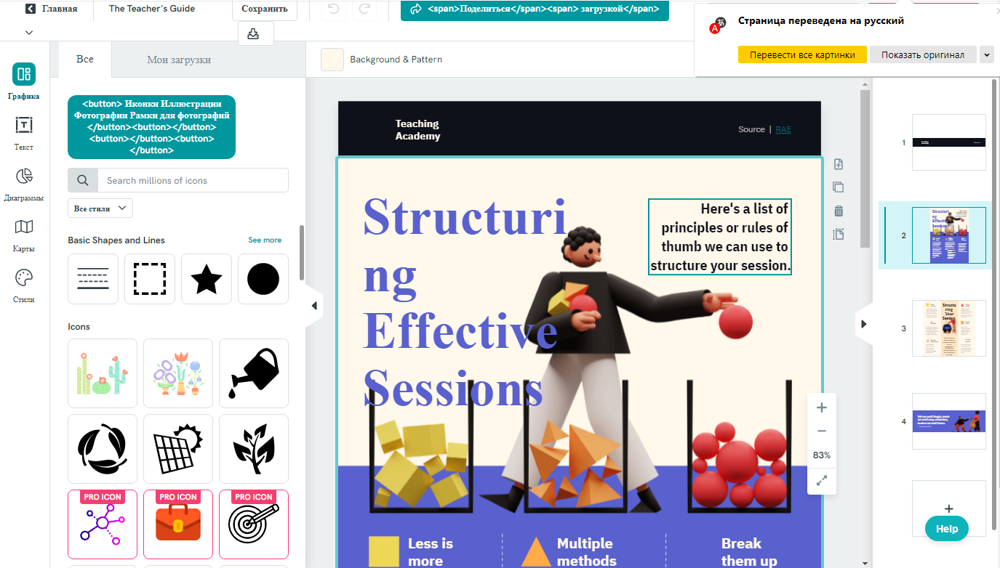 Главная
The Teacher's Guide
Сохранить
<span>Поделиться</span><span> загрузкой</span>
Страница переведена на русский
Перевести все картинки
Показать оригинал
Все
Мои загрузки
Background & Pattern
Графика
Текст
Диаграммы
Карты
Стили
<button> Иконки Иллюстрации
Фотографии Рамки для фотографий
</button><button></button>
<button></button><button>
</button>
Search millions of icons
Все стили
Basic Shapes and Lines
See more
Icons
PRO ICON
PRO ICON
PRO ICON
Teaching
Academy
Source | RAE
Structuri
ng
Effective
Sessions
Here's a list of
principles or rules of
thumb we can use to
structure your session.
Less is
more
Multiple
methods
Break
them up
83%
1
2
3
4
Help